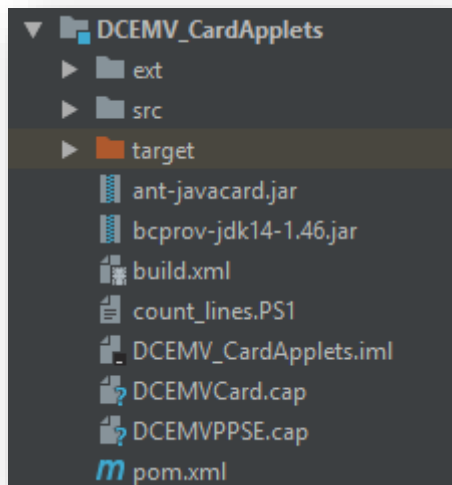 DCEMV_CardApplets
ext
src
target
ant-javacard.jar
bcprov-jdk14-1.46.jar
build.xml
count_lines.PS1
DCEMV_CardApplets.iml
DCEMVCard.cap
DCEMVPPSE.cap
pom.xml